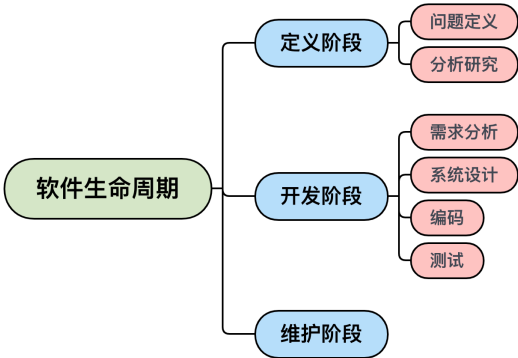 软件生命周期
定义阶段
问题定义
分析研究
开发阶段
需求分析
系统设计
编码
测试
维护阶段